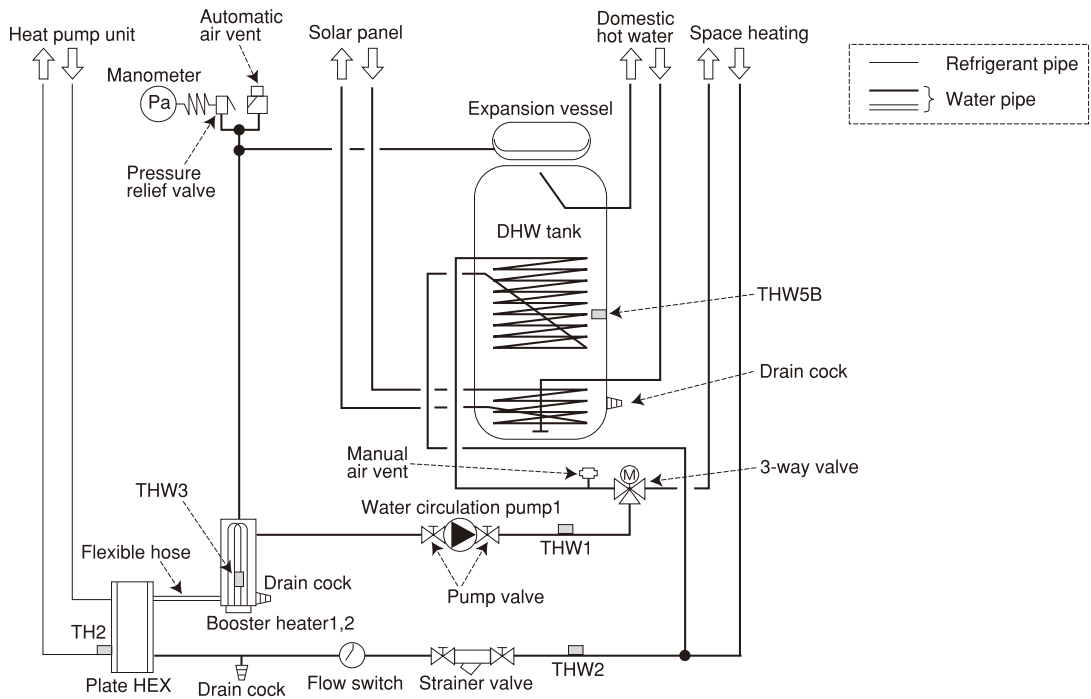 Heat pump unit
Automatic
air vent
Solar panel
Domestic
hot water
Space heating
Refrigerant pipe
Water pipe
Manometer
Pa
Expansion vessel
Pressure
relief valve
DHW tank
THW5B
Drain cock
Manual
air vent
M
3-way valve
THW3
Water circulation pump1
Flexible hose
THW1
Drain cock
Pump valve
Booster heater1,2
TH2
THW2
Plate HEX
Drain cock
Flow switch
Strainer valve